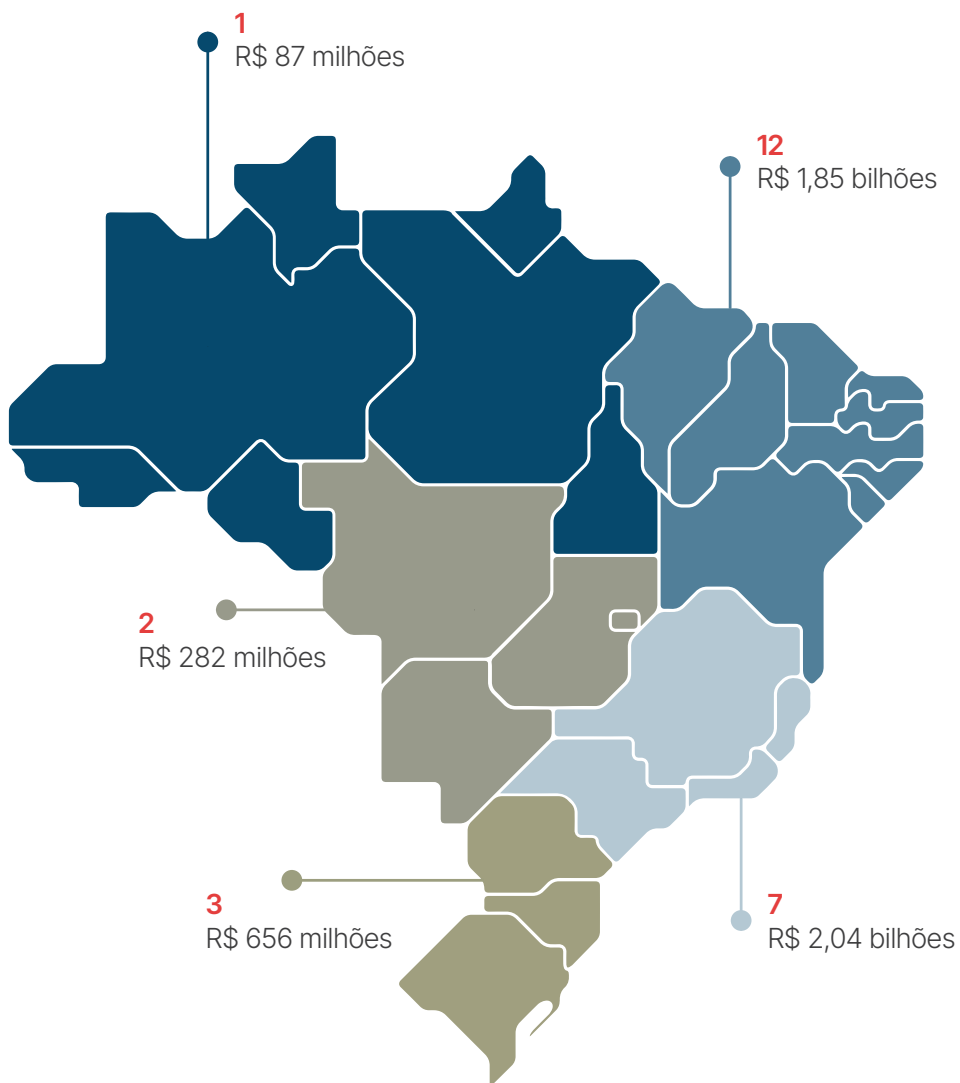 1
R$ 87 milhões
12
R$ 1,85 bilhões
2
R$ 282 milhões
3
R$ 656 milhões
7
R$ 2,04 bilhões